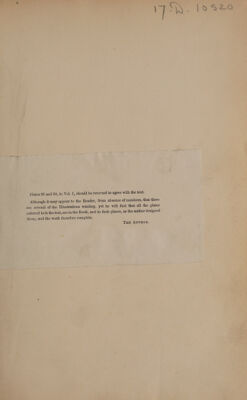 17. D. 10520
Plates 26 and 30, in Vol. I, should be reversed to agree with the text.
Although it may appear to the Reader, from absence of numbers, that there
are several of the Illustrations wanting, yet he will find that all the plates
referred to in the text, are in the Book, and in their places, as the author designed
them, and the work therefore complete.
The Author.